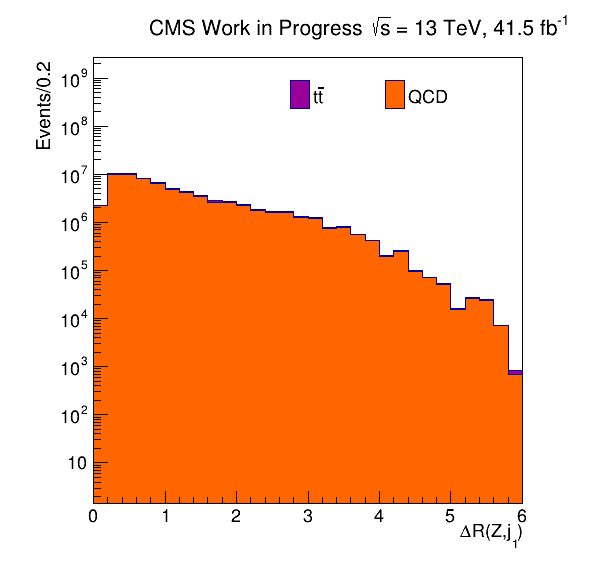 CMS Work in Progress √s = 13 TeV, 41.5 fb⁻¹
Events/0.2
tt̄ QCD
10⁹
10⁸
10⁷
10⁶
10⁵
10⁴
10³
10²
10
0 1 2 3 4 5 6
ΔR(Z,j₁)